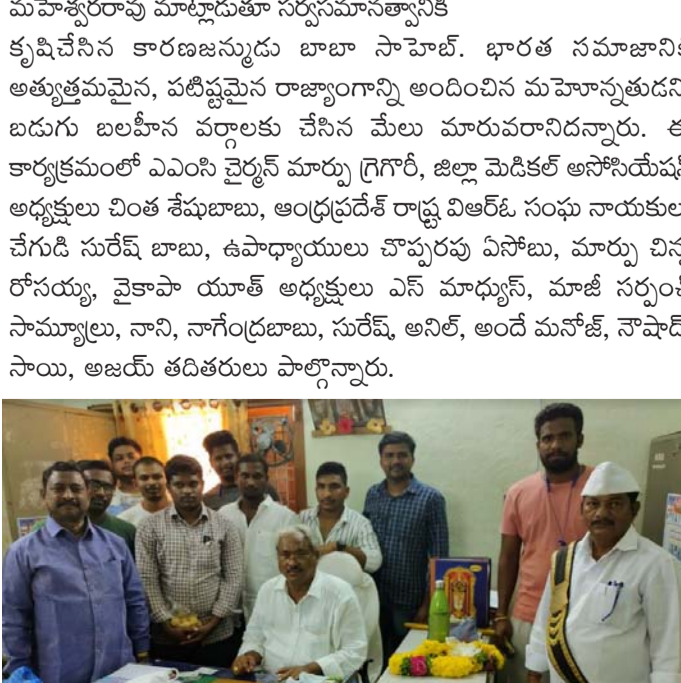 మహేశ్వరరావు మాట్లాడుతూ సర్వసమానత్వానికి
కృషిచేసిన కారణజన్ముడు బాబా సాహెబ్. భారత సమాజానికి
అత్యుత్తమమైన, పటిష్టమైన రాజ్యాంగాన్ని అందించిన మహోన్నతుడని
బడుగు బలహీన వర్గాలకు చేసిన మేలు మారువరానిదన్నారు. ఈ
కార్యక్రమంలో ఎఎంసి చైర్మన్ మార్పు గ్రెగొరీ, జిల్లా మెడికల్ అసోసియేషన్
అధ్యక్షులు చింత శేషుబాబు, ఆంధ్రప్రదేశ్ రాష్ట్ర విఆర్ఓ సంఘ నాయకులు
చేగుడి సురేష్ బాబు, ఉపాధ్యాయులు చొప్పరపు ఏసోబు, మార్పు చిన్న
రోసయ్య, వైకాపా యూత్ అధ్యక్షులు ఎస్ మాధ్యుస్, మాజీ సర్పంచ్
సామ్యూల్రు, నాని, నాగేంద్రబాబు, సురేష్, అనిల్, అందే మనోజ్, నౌషాద్
సాయి, అజయ్ తదితరులు పాల్గొన్నారు.